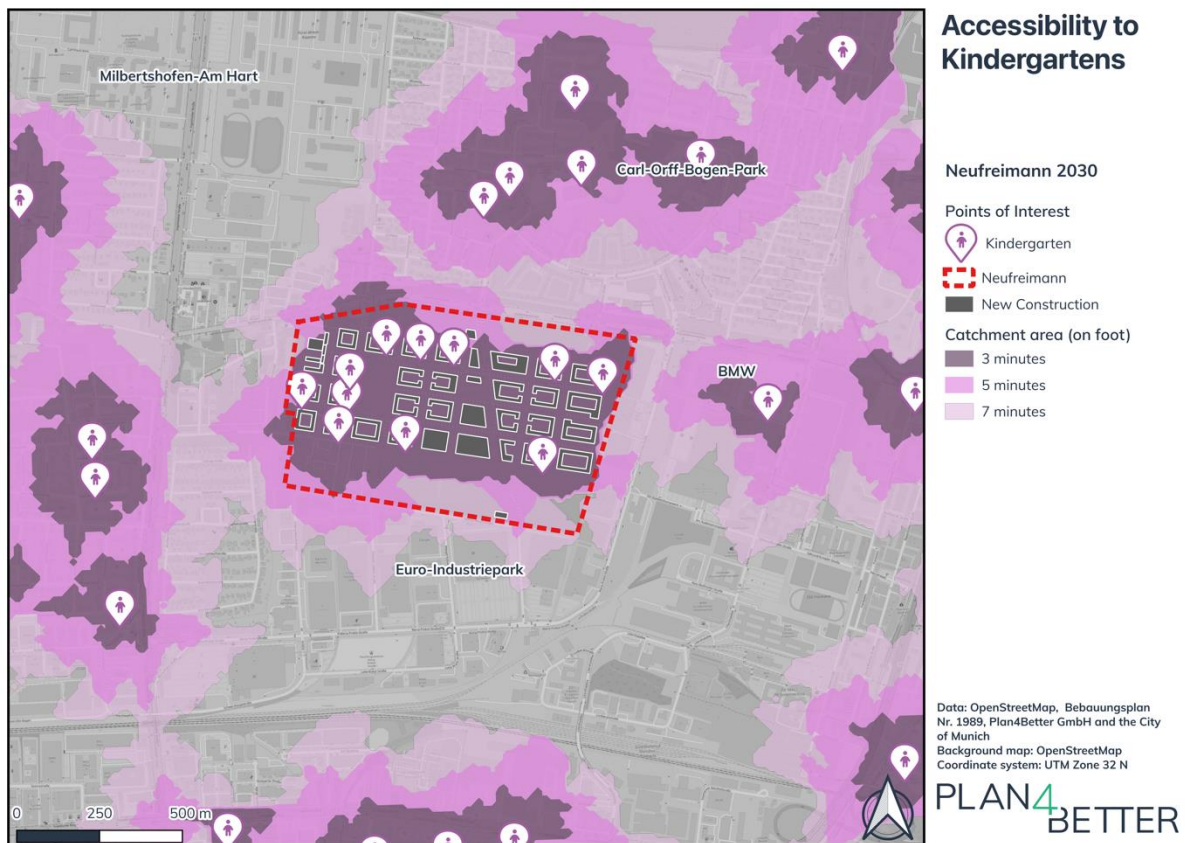 Accessibility to
Kindergartens
Neufreimann 2030
Points of Interest
Kindergarten
Neufreimann
New Construction
Catchment area (on foot)
3 minutes
5 minutes
7 minutes
Milbertshofen-Am Hart
Carl-Orff-Bogen-Park
BMW
Euro-Industriepark
0 250 500 m
Data: OpenStreetMap, Bebauungsplan
Nr. 1989, Plan4Better GmbH and the City
of Munich
Background map: OpenStreetMap
Coordinate system: UTM Zone 32 N
PLAN4
BETTER